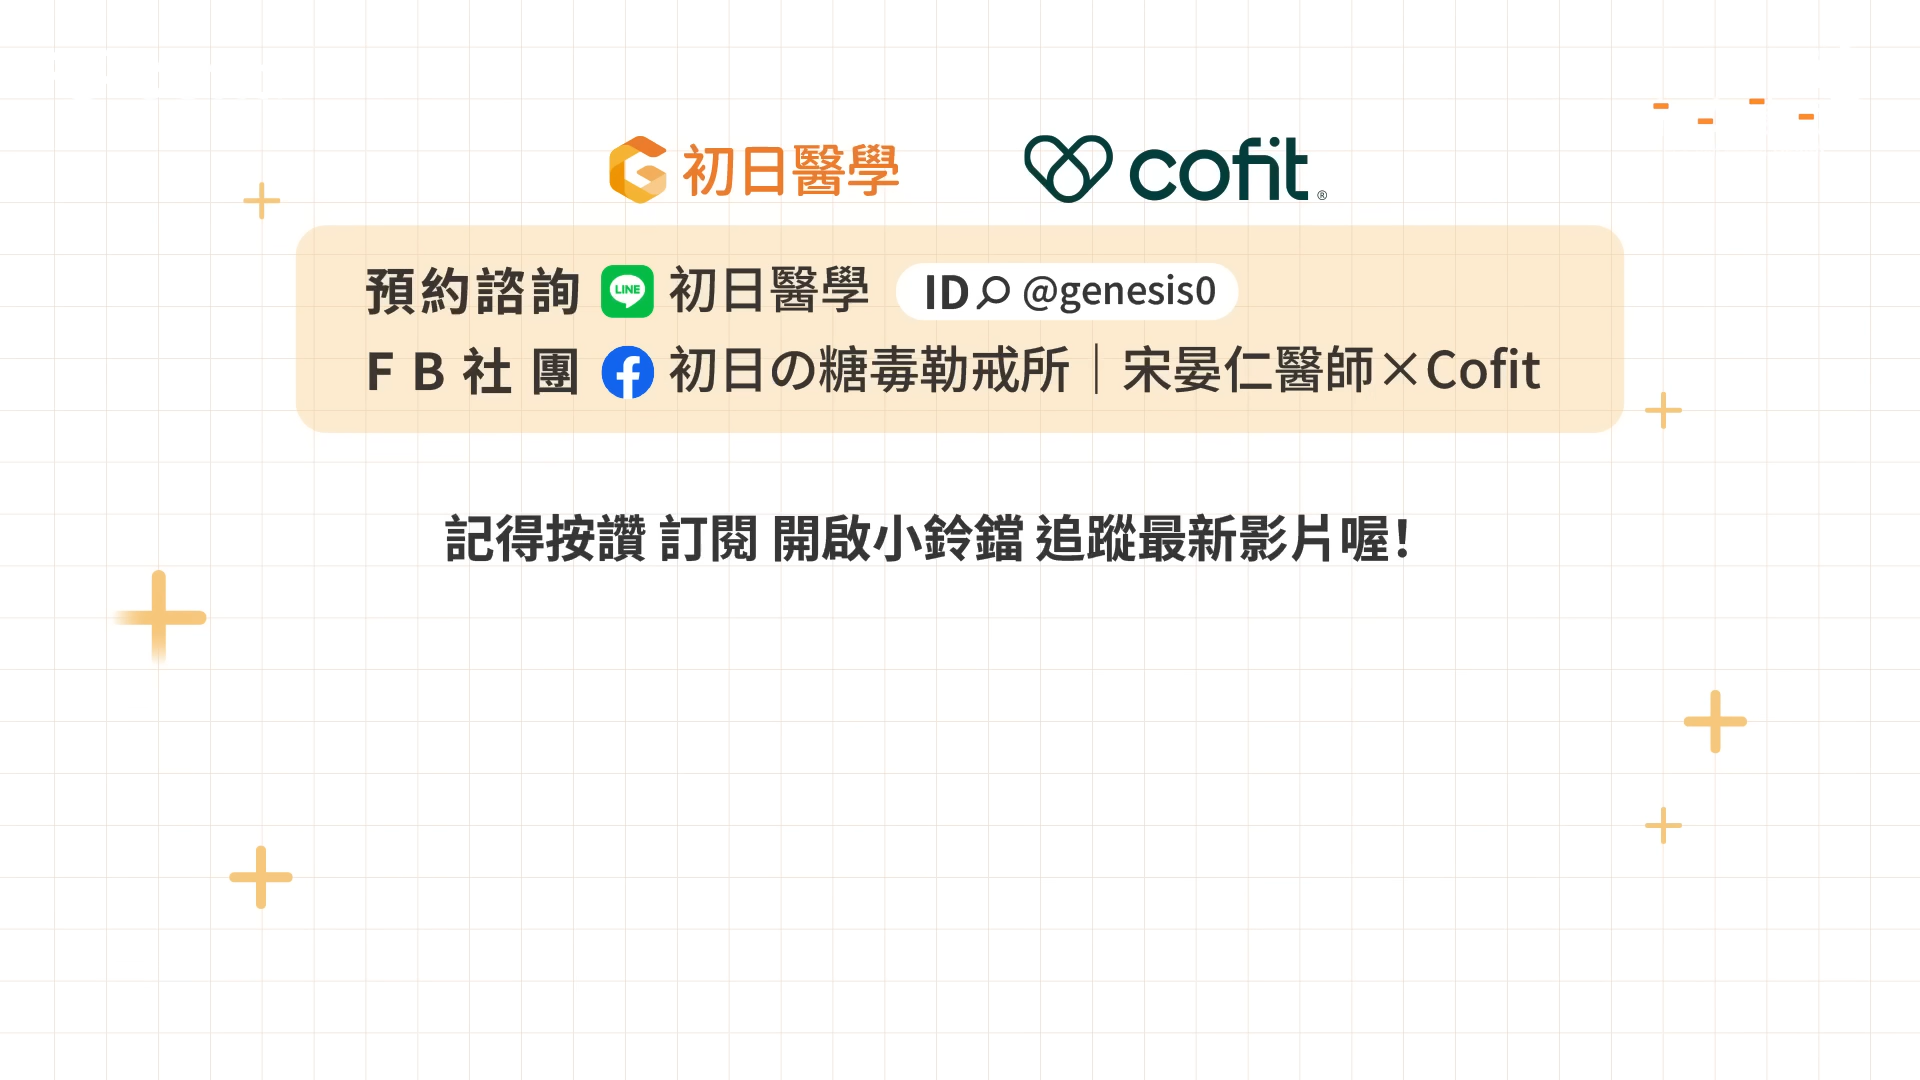 初日醫學 cofit®
預約諮詢 LINE 初日醫學 ID @genesis0
FB社團 初日の糖毒勒戒所｜宋晏仁醫師×Cofit
記得按讚 訂閱 開啟小鈴鐺 追蹤最新影片喔!